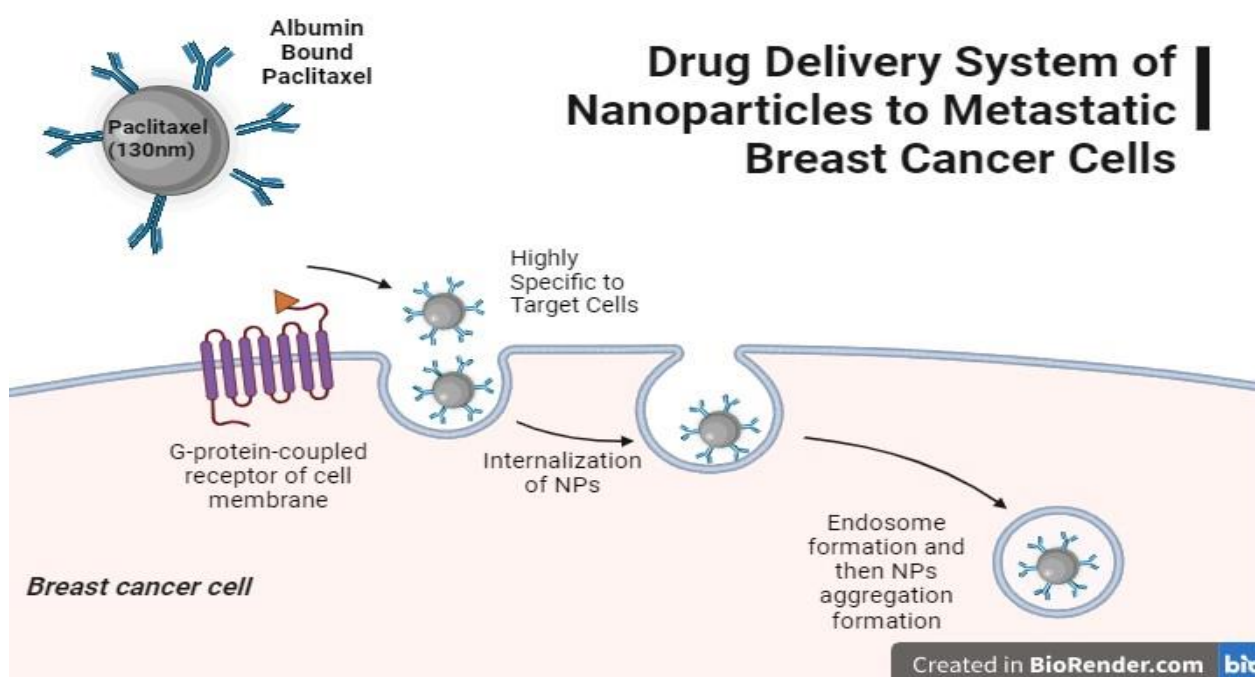 Albumin
Bound
Paclitaxel
Drug Delivery System of
Nanoparticles to Metastatic
Breast Cancer Cells
Paclitaxel
(130nm)
Highly
Specific to
Target Cells
G-protein-coupled
receptor of cell
membrane
Internalization
of NPs
Endosome
formation and
then NPs
aggregation
formation
Breast cancer cell
Created in BioRender.com
bio